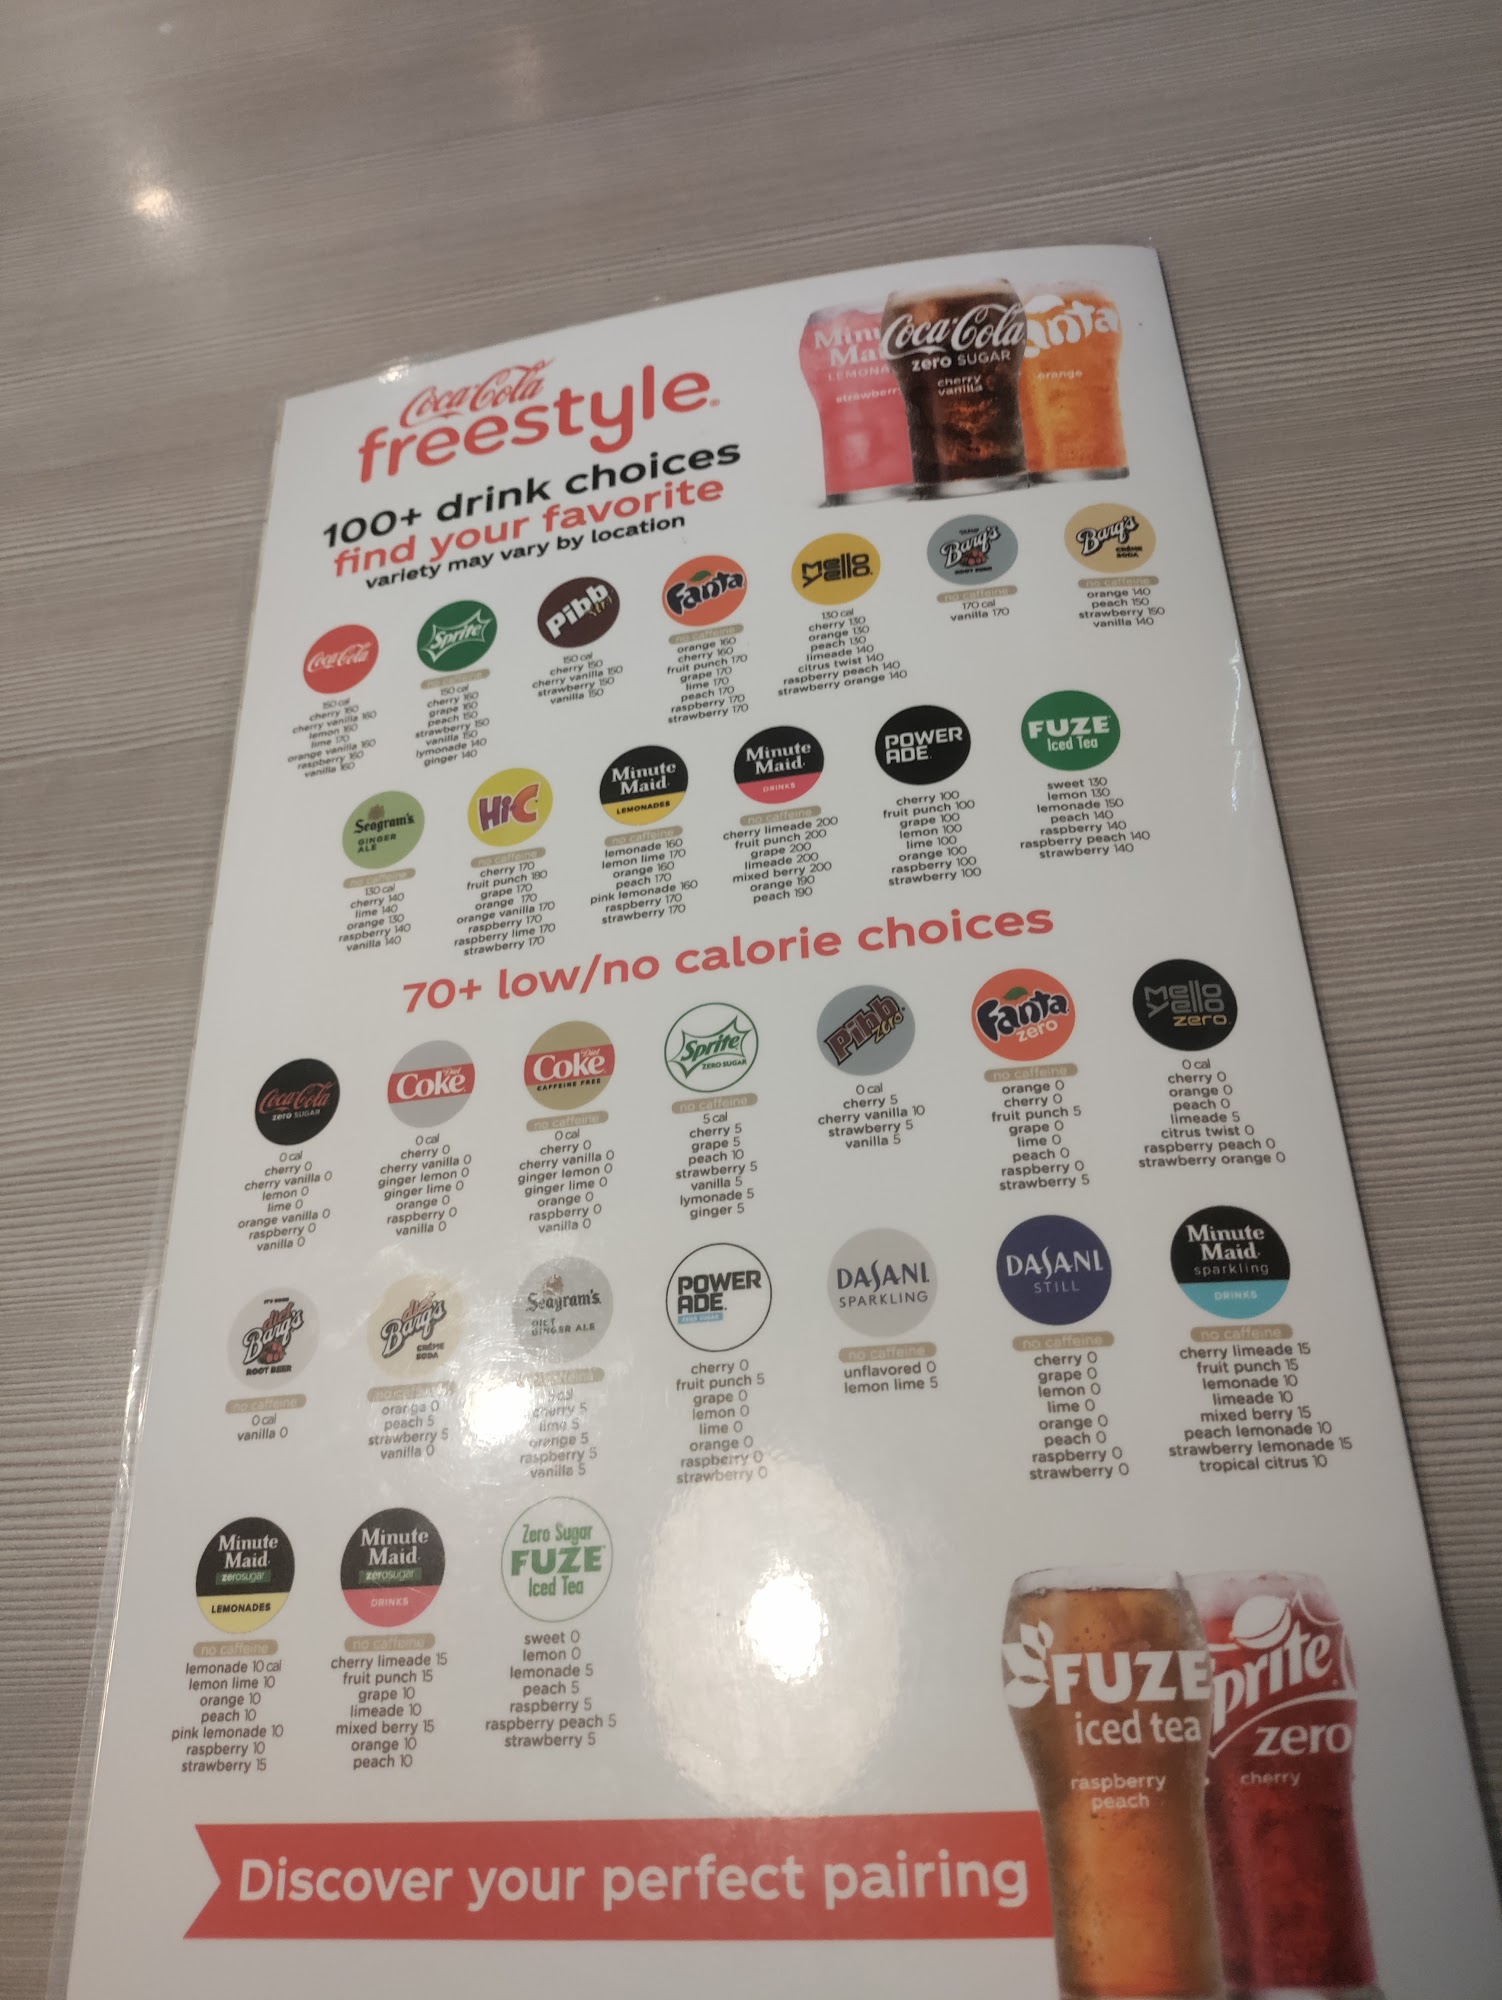 Coca-Cola
freestyle
100+ drink choices
find your favorite
variety may vary by location
Minu
Mai
LEMONA
strawberr
Coca-Cola
zero SUGAR
cherry
vanilla
anta
orange
Coca-Cola
150 cal
cherry 160
cherry vanilla 160
lemon 160
lime 170
orange vanilla 160
raspberry 160
vanilla 160
Sprite
no caffeine
150 cal
cherry 160
grape 160
peach 150
strawberry 150
vanilla 150
lymonade 140
ginger 140
Pibb
xtra
150 cal
cherry 150
cherry vanilla 150
strawberry 150
vanilla 150
Fanta
no caffeine
orange 160
cherry 160
fruit punch 170
grape 170
lime 170
peach 170
raspberry 170
strawberry 170
mello
yello
130 cal
cherry 130
orange 130
peach 130
limeade 140
citrus twist 140
raspberry peach 140
strawberry orange 140
Barq's
ROOT BEER
no caffeine
170 cal
vanilla 170
Barq's
CRÈME
SODA
no caffeine
orange 140
peach 150
strawberry 150
vanilla 140
Seagram's
GINGER
ALE
no caffeine
130 cal
cherry 140
lime 140
orange 130
raspberry 140
vanilla 140
Hi-C
no caffeine
cherry 170
fruit punch 180
grape 170
orange 170
orange vanilla 170
raspberry 170
raspberry lime 170
strawberry 170
Minute
Maid
LEMONADES
no caffeine
lemonade 160
lemon lime 170
orange 160
peach 170
pink lemonade 160
raspberry 170
strawberry 170
Minute
Maid
DRINKS
no caffeine
cherry limeade 200
fruit punch 200
grape 200
limeade 200
mixed berry 200
orange 190
peach 190
POWER
ADE
cherry 100
fruit punch 100
grape 100
lemon 100
lime 100
orange 100
raspberry 100
strawberry 100
FUZE
Iced Tea
sweet 130
lemon 130
lemonade 150
peach 140
raspberry 140
raspberry peach 140
strawberry 140
70+ low/no calorie choices
Coca-Cola
zero SUGAR
0 cal
cherry 0
cherry vanilla 0
lemon 0
lime 0
orange vanilla 0
raspberry 0
vanilla 0
Diet
Coke
0 cal
cherry 0
cherry vanilla 0
ginger lemon 0
ginger lime 0
orange 0
raspberry 0
vanilla 0
Diet
Coke
CAFFEINE FREE
no caffeine
0 cal
cherry 0
cherry vanilla 0
ginger lemon 0
ginger lime 0
orange 0
raspberry 0
vanilla 0
Sprite
ZERO SUGAR
no caffeine
5 cal
cherry 5
grape 5
peach 10
strawberry 5
vanilla 5
lymonade 5
ginger 5
Pibb
zero
0 cal
cherry 5
cherry vanilla 10
strawberry 5
vanilla 5
Fanta
zero
no caffeine
orange 0
cherry 0
fruit punch 5
grape 0
lime 0
peach 0
raspberry 0
strawberry 5
mello
yello
zero
0 cal
cherry 0
orange 0
peach 0
limeade 5
citrus twist 0
raspberry peach 0
strawberry orange 0
IT'S GOOD
diet
Barq's
ROOT BEER
no caffeine
0 cal
vanilla 0
diet
Barq's
CRÈME
SODA
no caffeine
orange 0
peach 5
strawberry 5
vanilla 0
Seagram's
DIET
GINGER ALE
no caffeine
cherry 5
lime 5
orange 5
raspberry 5
vanilla 5
POWER
ADE
ZERO SUGAR
cherry 0
fruit punch 5
grape 0
lemon 0
lime 0
orange 0
raspberry 0
strawberry 0
DASANI
SPARKLING
no caffeine
unflavored 0
lemon lime 5
DASANI
STILL
no caffeine
cherry 0
grape 0
lemon 0
lime 0
orange 0
peach 0
raspberry 0
strawberry 0
Minute
Maid
sparkling
DRINKS
no caffeine
cherry limeade 15
fruit punch 15
lemonade 10
limeade 10
mixed berry 15
peach lemonade 10
strawberry lemonade 15
tropical citrus 10
Minute
Maid
zerosugar
LEMONADES
no caffeine
lemonade 10 cal
lemon lime 10
orange 10
peach 10
pink lemonade 10
raspberry 10
strawberry 15
Minute
Maid
zerosugar
DRINKS
no caffeine
cherry limeade 15
fruit punch 15
grape 10
limeade 10
mixed berry 15
orange 10
peach 10
Zero Sugar
FUZE
Iced Tea
sweet 0
lemon 0
lemonade 5
peach 5
raspberry 5
raspberry peach 5
strawberry 5
FUZE
iced tea
raspberry
peach
prite
zero
cherry
Discover your perfect pairing